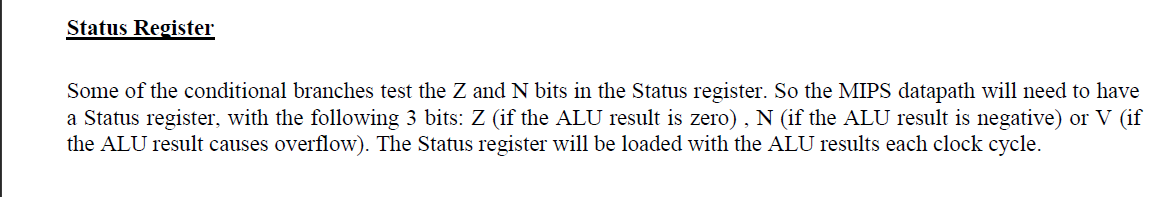 Status Register
Some of the conditional branches test the Z and N bits in the Status register. So the MIPS datapath will need to have
a Status register, with the following 3 bits: Z (if the ALU result is zero) , N (if the ALU result is negative) or V (if
the ALU result causes overflow). The Status register will be loaded with the ALU results each clock cycle.